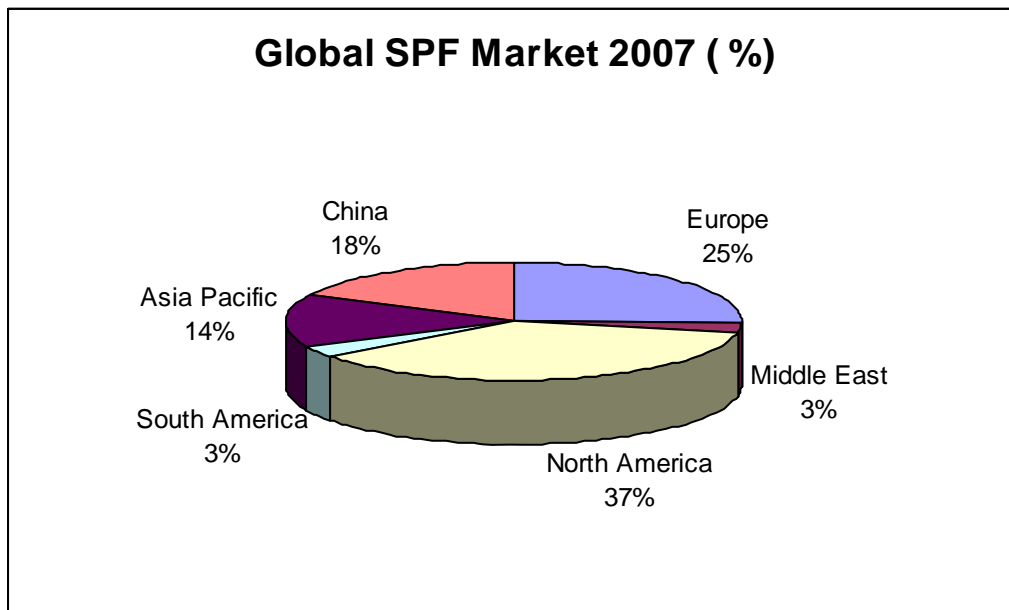 Global SPF Market 2007 ( %)
China
18%
Europe
25%
Asia Pacific
14%
Middle East
3%
South America
3%
North America
37%